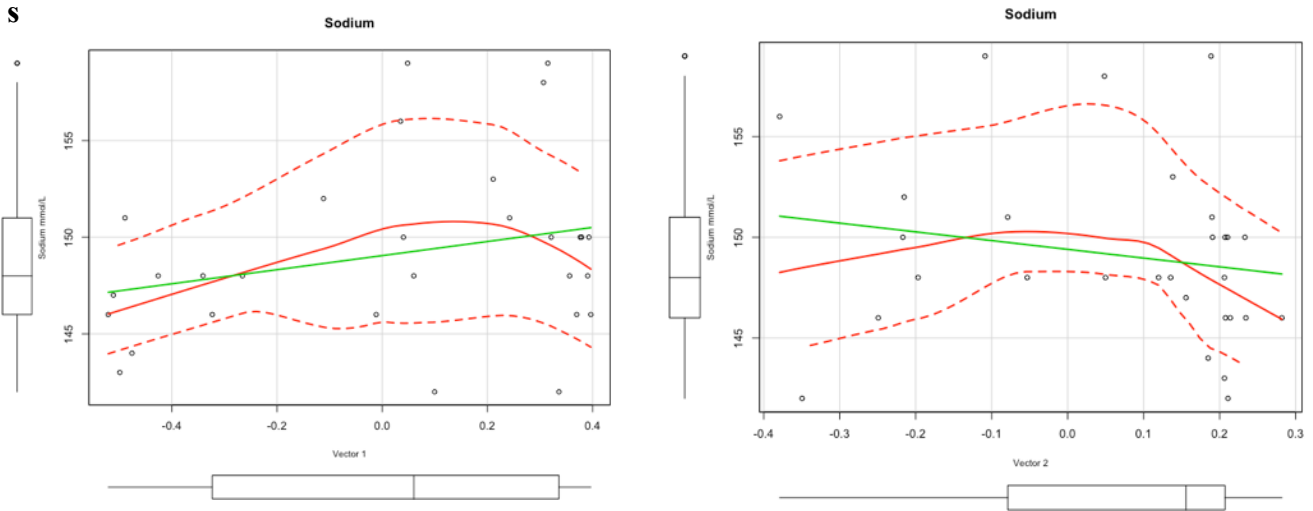 s
Sodium
Sodium mmol/L
155
150
145
-0.4 -0.2 0.0 0.2 0.4
Vector 1
Sodium
Sodium mmol/L
155
150
145
-0.4 -0.3 -0.2 -0.1 0.0 0.1 0.2 0.3
Vector 2